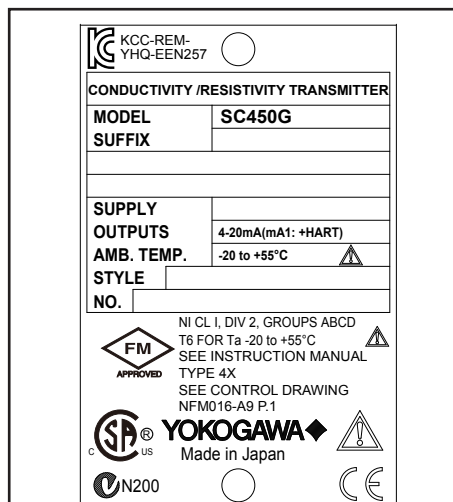 KCC-REM-
YHQ-EEN257
CONDUCTIVITY /RESISTIVITY TRANSMITTER
MODEL SC450G
SUFFIX
SUPPLY
OUTPUTS 4-20mA(mA1: +HART)
AMB. TEMP. -20 to +55°C
STYLE
NO.
NI CL I, DIV 2, GROUPS ABCD
T6 FOR Ta -20 to +55°C
SEE INSTRUCTION MANUAL
TYPE 4X
SEE CONTROL DRAWING
NFM016-A9 P.1
FM
APPROVED
C SA ® US
YOKOGAWA
Made in Japan
N200
CE